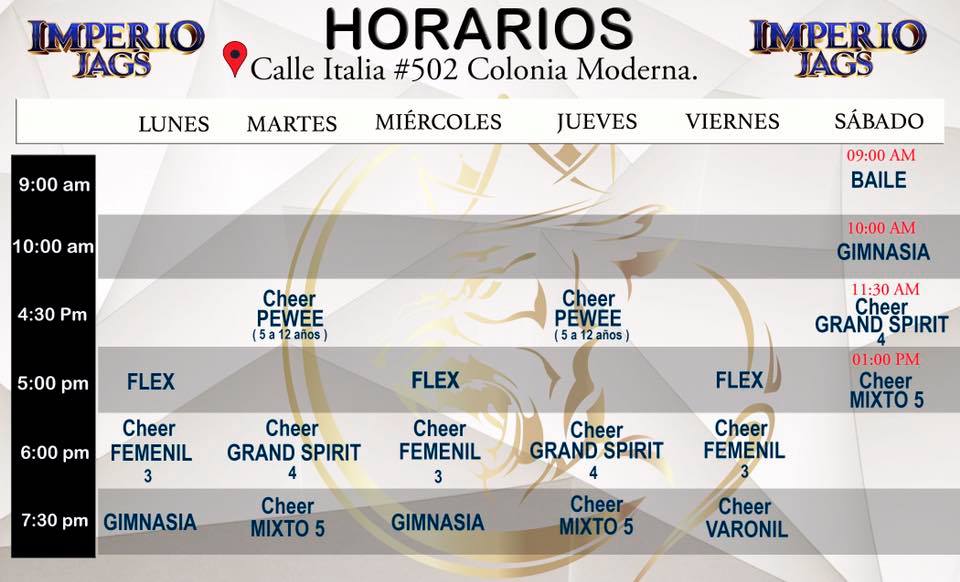 IMPERIO
JAGS
HORARIOS
Calle Italia #502 Colonia Moderna.
IMPERIO
JAGS
LUNES MARTES MIÉRCOLES JUEVES VIERNES SÁBADO
9:00 am
09:00 AM
BAILE
10:00 am
10:00 AM
GIMNASIA
4:30 Pm
Cheer
PEWEE
( 5 a 12 años )
Cheer
PEWEE
( 5 a 12 años )
11:30 AM
Cheer
GRAND SPIRIT
4
5:00 pm
FLEX
FLEX
FLEX
01:00 PM
Cheer
MIXTO 5
6:00 pm
Cheer
FEMENIL
3
Cheer
GRAND SPIRIT
4
Cheer
FEMENIL
3
Cheer
GRAND SPIRIT
4
Cheer
FEMENIL
3
7:30 pm
GIMNASIA
Cheer
MIXTO 5
GIMNASIA
Cheer
MIXTO 5
Cheer
VARONIL